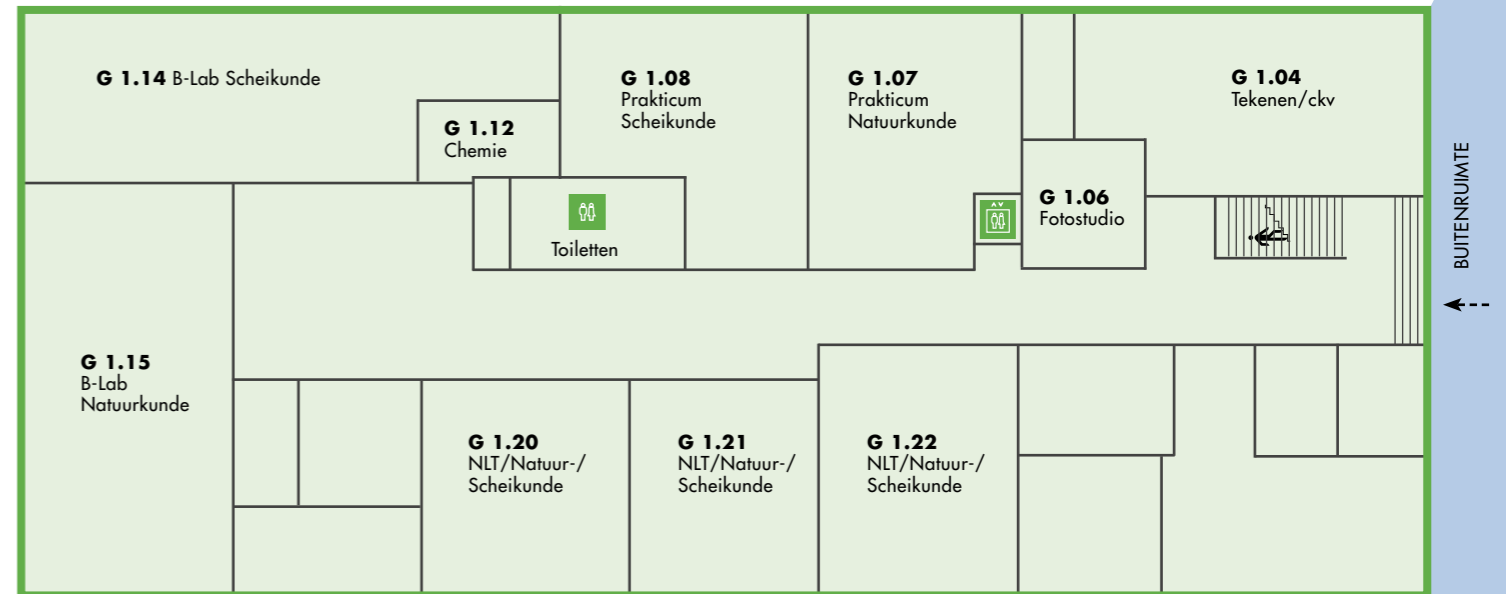 G 1.14 B-Lab Scheikunde
G 1.12
Chemie
G 1.08
Prakticum
Scheikunde
G 1.07
Prakticum
Natuurkunde
G 1.04
Tekenen/ckv
G 1.06
Fotostudio
Toiletten
BUITENRUIMTE
G 1.15
B-Lab
Natuurkunde
G 1.20
NLT/Natuur-/
Scheikunde
G 1.21
NLT/Natuur-/
Scheikunde
G 1.22
NLT/Natuur-/
Scheikunde